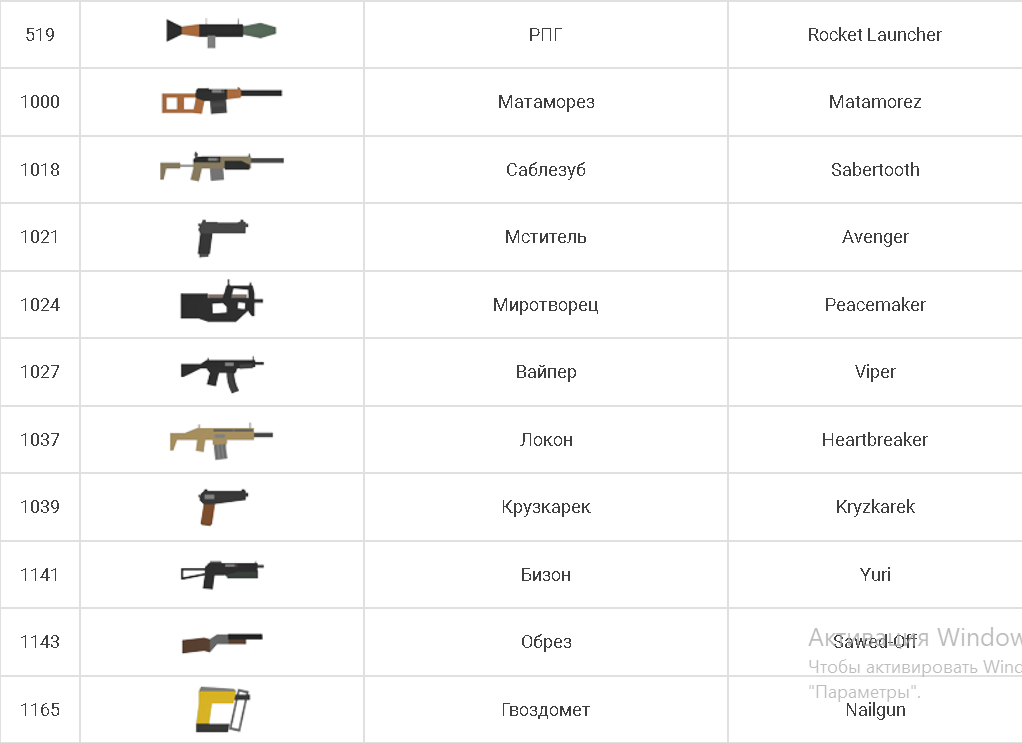 519 РПГ Rocket Launcher
1000 Матаморез Matamorez
1018 Саблезуб Sabertooth
1021 Мститель Avenger
1024 Миротворец Peacemaker
1027 Вайпер Viper
1037 Локон Heartbreaker
1039 Крузкарек Kryzkarek
1141 Бизон Yuri
1143 Обрез Sawed-Off
Активация Window
Чтобы активировать Wind
"Параметры".
1165 Гвоздомет Nailgun